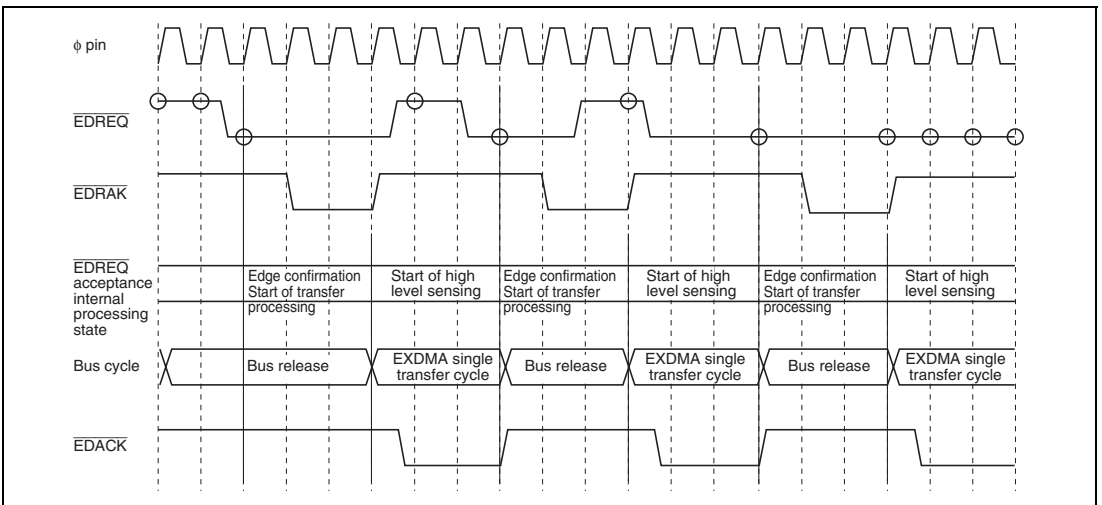 ϕ pin
EDREQ
EDRAK
EDREQ
acceptance
internal
processing
state
Edge confirmation
Start of transfer
processing
Start of high
level sensing
Edge confirmation
Start of transfer
processing
Start of high
level sensing
Edge confirmation
Start of transfer
processing
Start of high
level sensing
Bus cycle
Bus release
EXDMA single
transfer cycle
Bus release
EXDMA single
transfer cycle
Bus release
EXDMA single
transfer cycle
EDACK